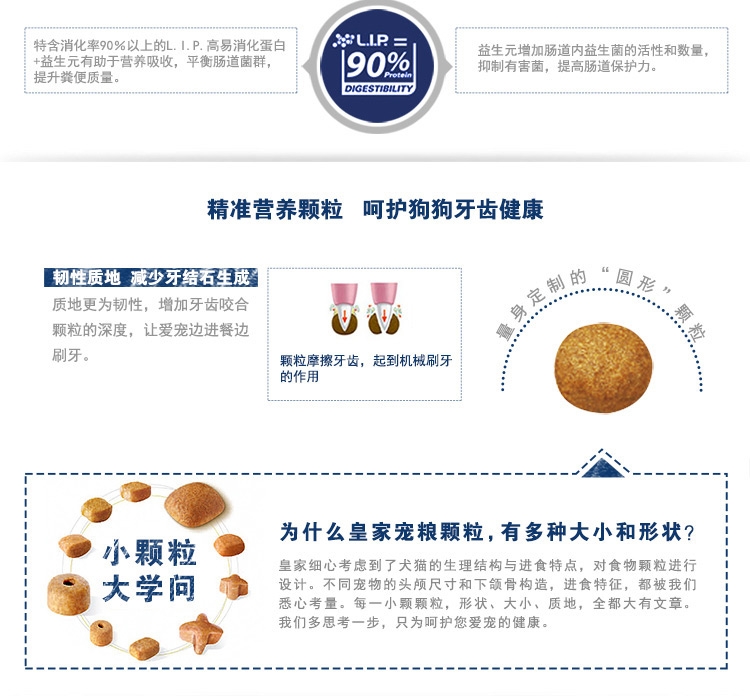 特含消化率90%以上的L.I.P.高易消化蛋白
+益生元有助于营养吸收，平衡肠道菌群，
提升粪便质量。
L.I.P. =
90%
Protein
DIGESTIBILITY
益生元增加肠道内益生菌的活性和数量，
抑制有害菌，提高肠道保护力。
精准营养颗粒 呵护狗狗牙齿健康
韧性质地 减少牙结石生成
质地更为韧性，增加牙齿咬合
颗粒的深度，让爱宠边进餐边
刷牙。
颗粒摩擦牙齿，起到机械刷牙
的作用
量身定制的“圆形”颗粒
小颗粒
大学问
为什么皇家宠粮颗粒，有多种大小和形状？
皇家细心考虑到了犬猫的生理结构与进食特点，对食物颗粒进行
设计。不同宠物的头颅尺寸和下颌骨构造，进食特征，都被我们
悉心考量。每一小颗颗粒，形状、大小、质地，全都大有文章。
我们多思考一步，只为呵护您爱宠的健康。